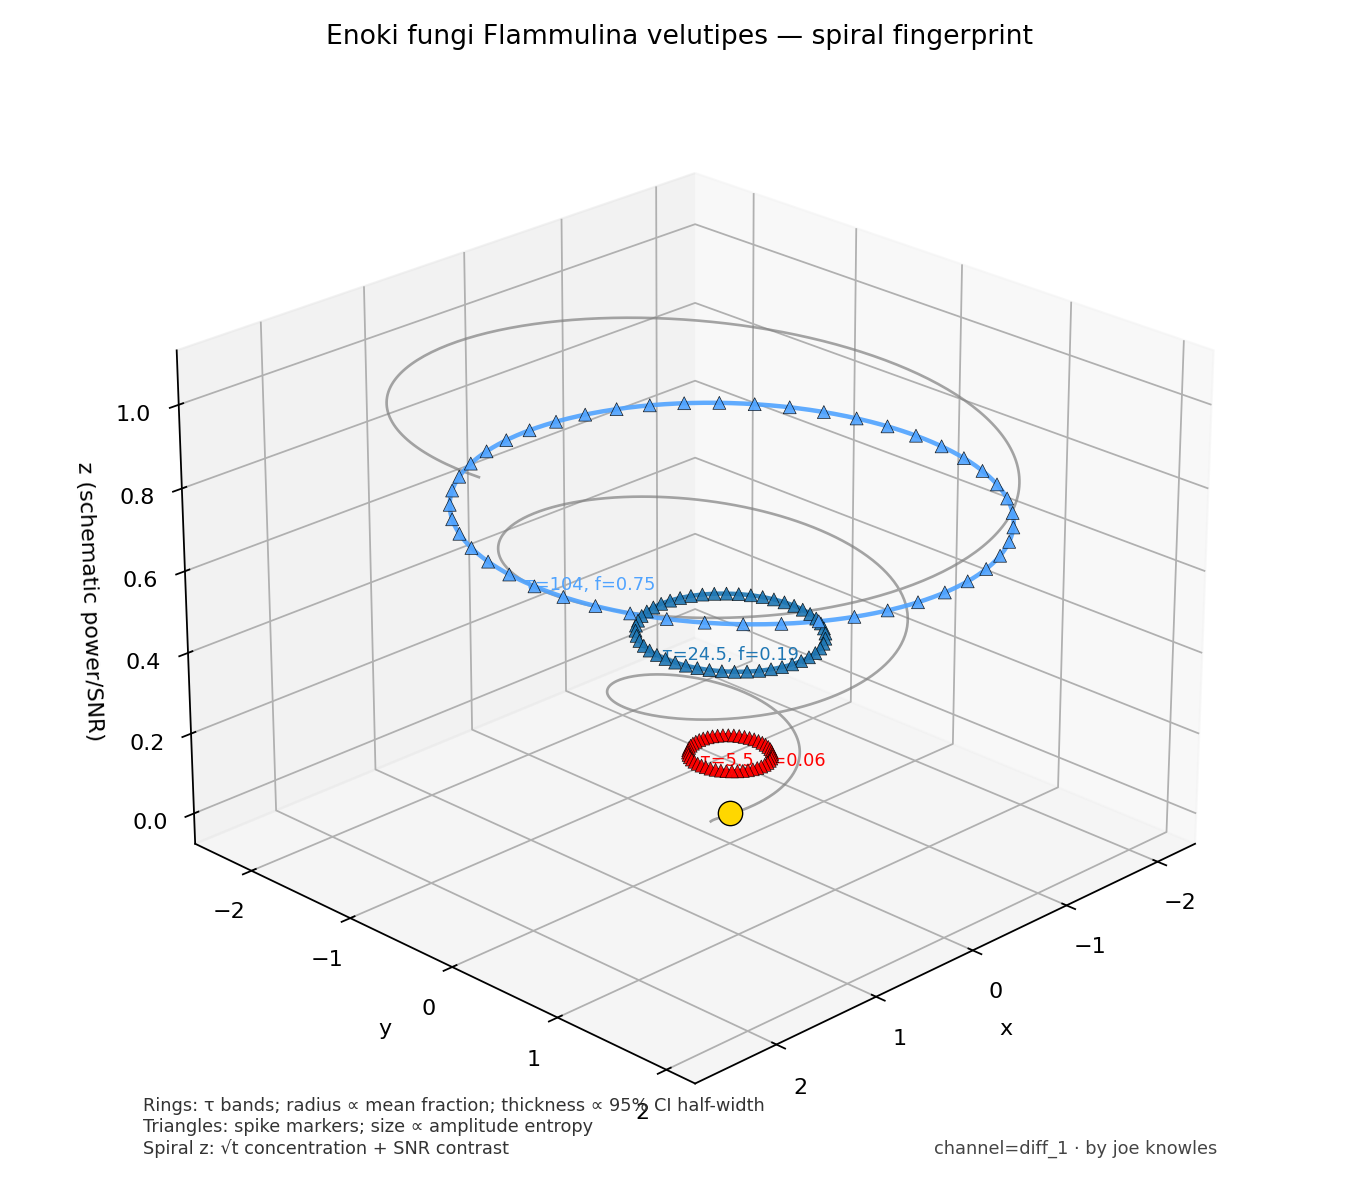 Enoki fungi Flammulina velutipes — spiral fingerprint
1.0
0.8
0.6
0.4
0.2
0.0
z (schematic power/SNR)
=104, f=0.75
τ=24.5, f=0.19
τ=5.5, f=0.06
−2
−1
0
1
2
y
−2
−1
0
1
2
x
Rings: τ bands; radius ∝ mean fraction; thickness ∝ 95% CI half-width
Triangles: spike markers; size ∝ amplitude entropy
Spiral z: √t concentration + SNR contrast
channel=diff_1 · by joe knowles